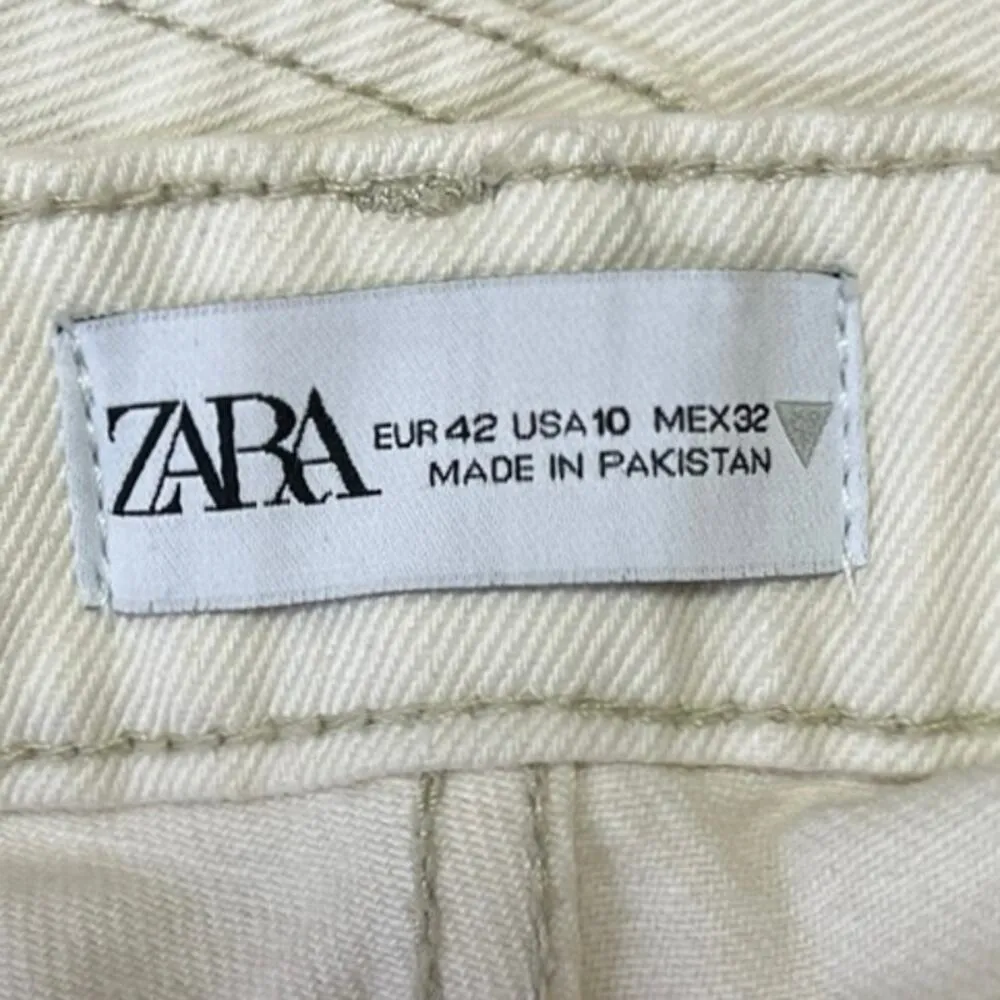 ZARA
EUR 42 USA 10 MEX 32
MADE IN PAKISTAN